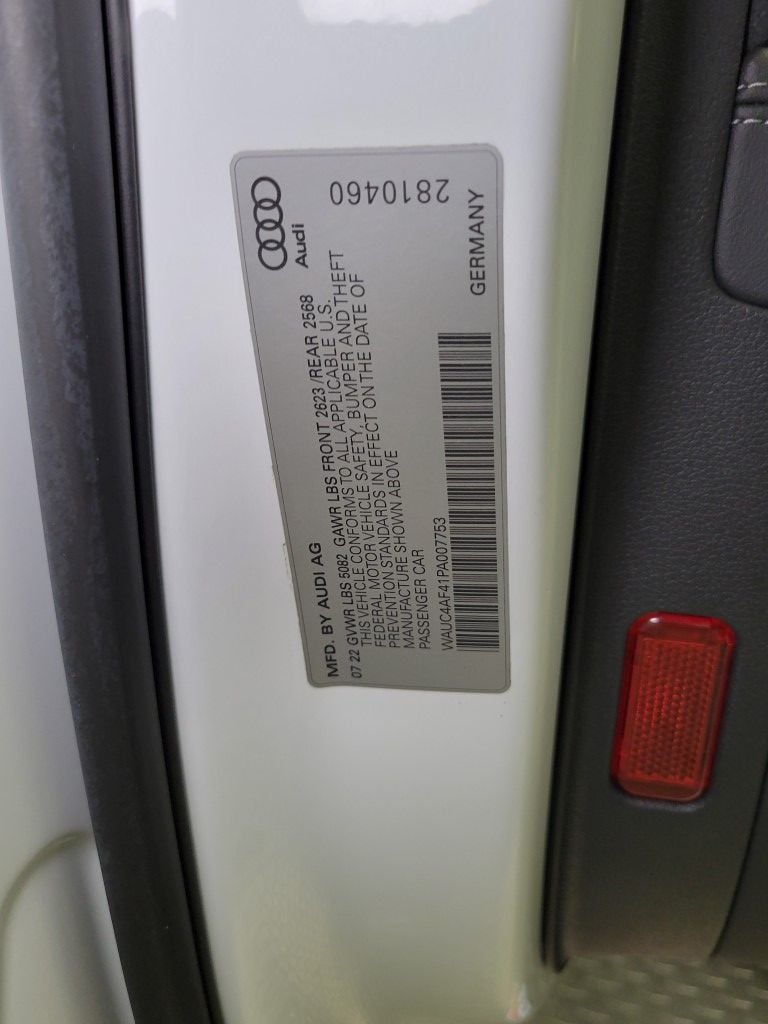 Audi
2810460
MFD. BY AUDI AG
07 22 GVWR LBS 5082 GAWR LBS FRONT 2623 /REAR 2568
THIS VEHICLE CONFORMS TO ALL APPLICABLE U.S.
FEDERAL MOTOR VEHICLE SAFETY, BUMPER AND THEFT
PREVENTION STANDARDS IN EFFECT ON THE DATE OF
MANUFACTURE SHOWN ABOVE
PASSENGER CAR
WAUC4AF41PA007753
GERMANY